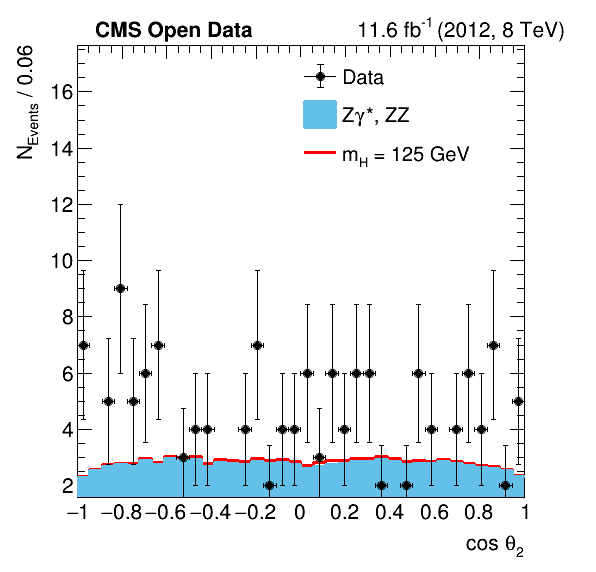 CMS Open Data 11.6 fb⁻¹ (2012, 8 TeV)
N_Events / 0.06
16
14
12
10
8
6
4
2
Data
Zγ*, ZZ
m_H = 125 GeV
−1 −0.8 −0.6 −0.4 −0.2 0 0.2 0.4 0.6 0.8 1
cos θ₂